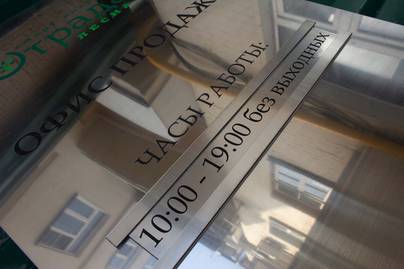 ОФИС ПРОДАЖ
ЧАСЫ РАБОТЫ:
10:00 - 19:00 без выходных